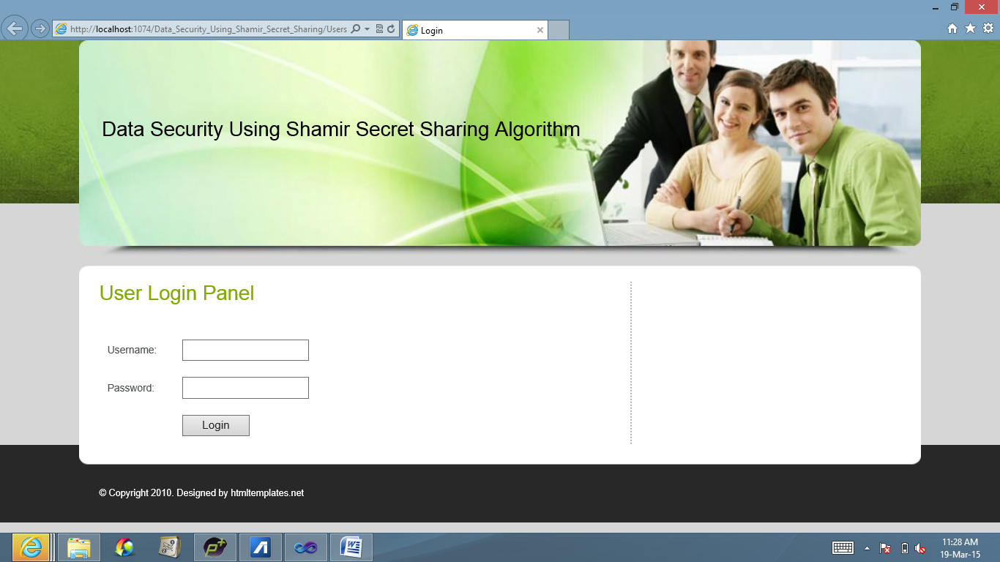 http://localhost:1074/Data_Security_Using_Shamir_Secret_Sharing/Users
Login
Data Security Using Shamir Secret Sharing Algorithm
User Login Panel
Username:
Password:
Login
© Copyright 2010. Designed by htmltemplates.net
11:28 AM
19-Mar-15